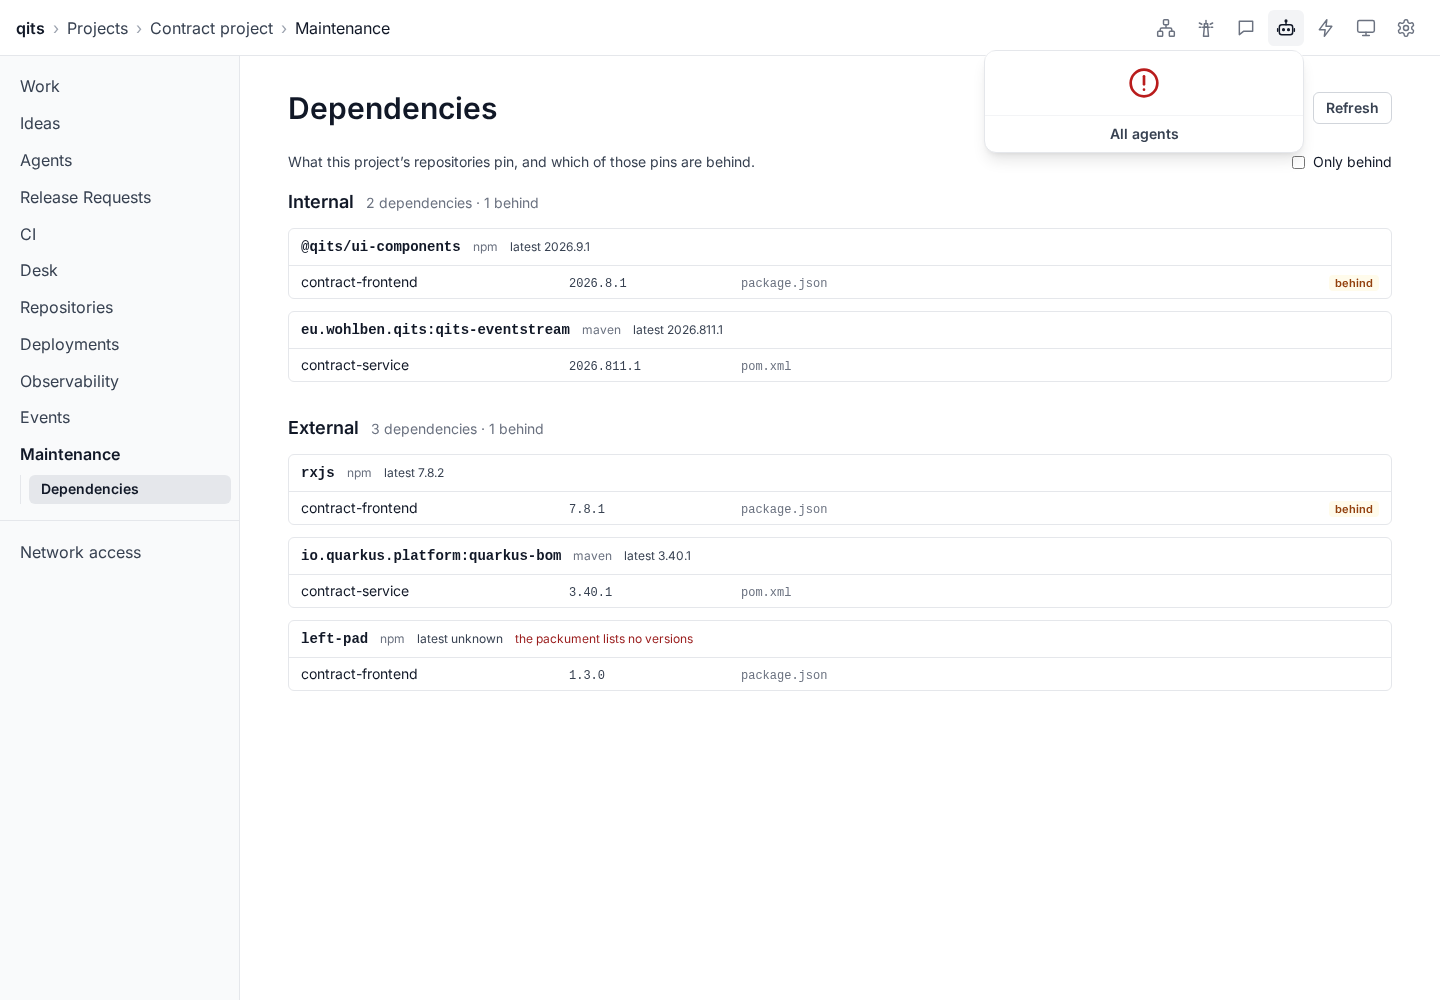 qits › Projects › Contract project › Maintenance
All agents
Work
Ideas
Agents
Release Requests
CI
Desk
Repositories
Deployments
Observability
Events
Maintenance
Dependencies
Network access
Dependencies
Refresh
What this project's repositories pin, and which of those pins are behind.
Only behind
Internal 2 dependencies · 1 behind
@qits/ui-components npm latest 2026.9.1
contract-frontend 2026.8.1 package.json behind
eu.wohlben.qits:qits-eventstream maven latest 2026.811.1
contract-service 2026.811.1 pom.xml
External 3 dependencies · 1 behind
rxjs npm latest 7.8.2
contract-frontend 7.8.1 package.json behind
io.quarkus.platform:quarkus-bom maven latest 3.40.1
contract-service 3.40.1 pom.xml
left-pad npm latest unknown the packument lists no versions
contract-frontend 1.3.0 package.json